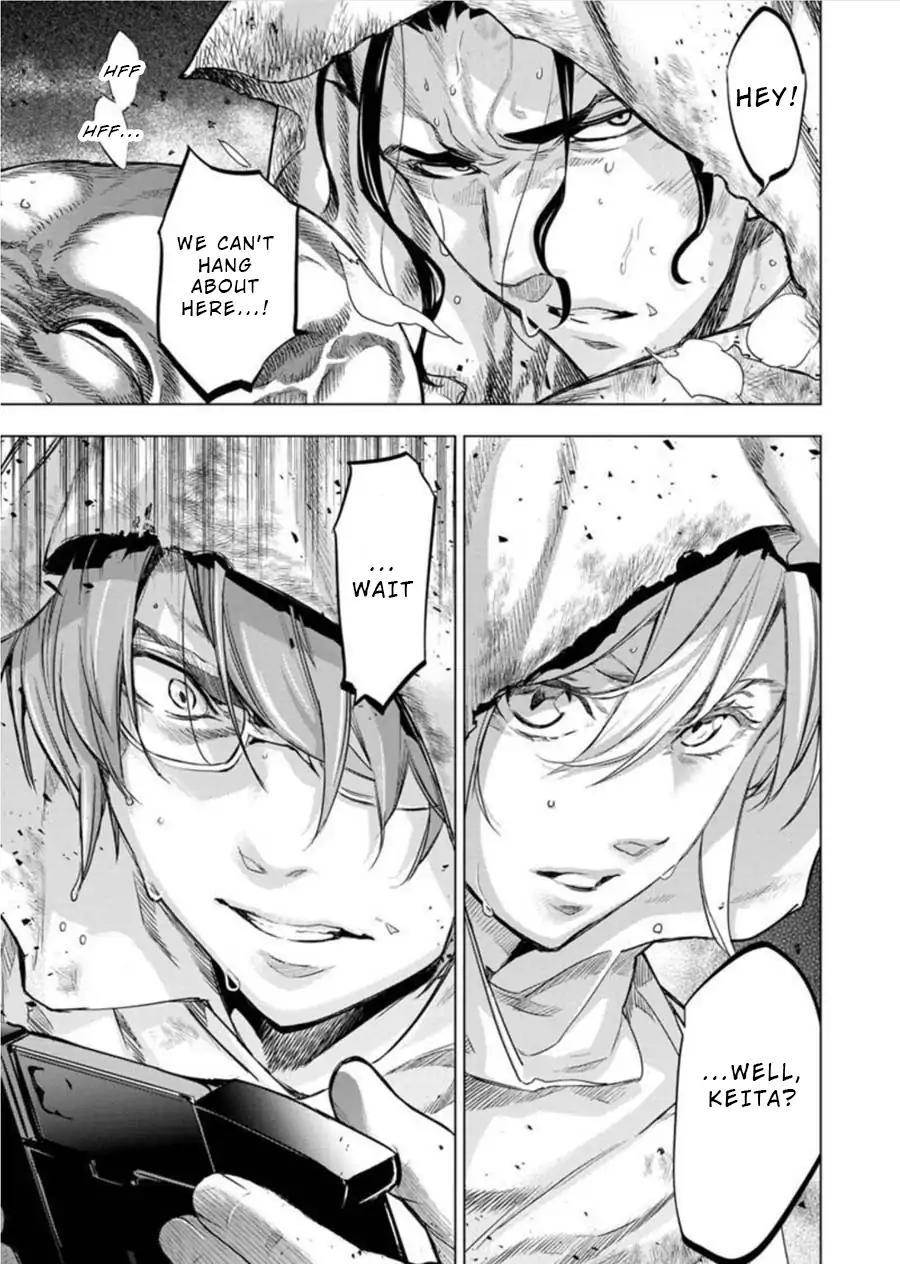 HEY!
HFF
HFF...
WE CAN'T
HANG
ABOUT
HERE...!
...WELL,
KEITA?
...
WAIT